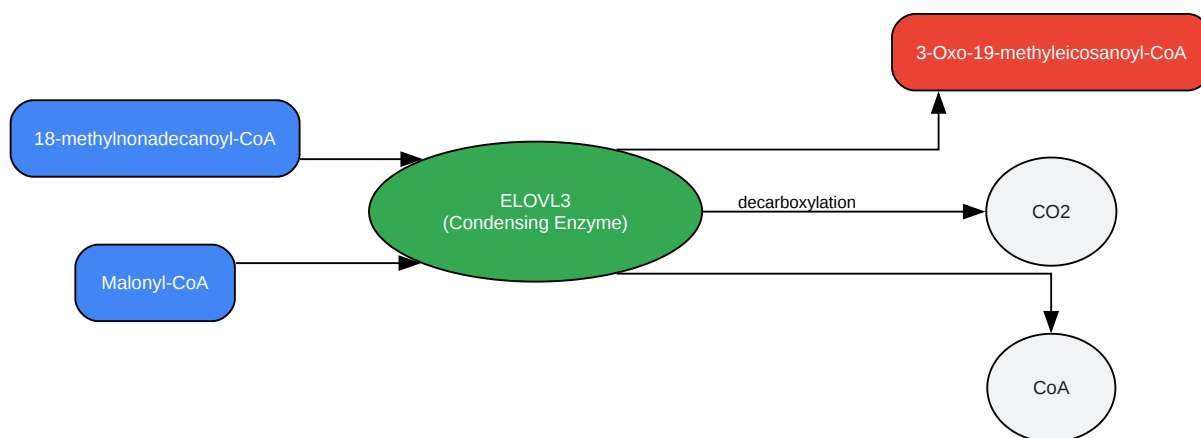 3-Oxo-19-methyleicosanoyl-CoA
18-methylnonadecanoyl-CoA
ELOVL3
(Condensing Enzyme)
decarboxylation
CO2
Malonyl-CoA
CoA